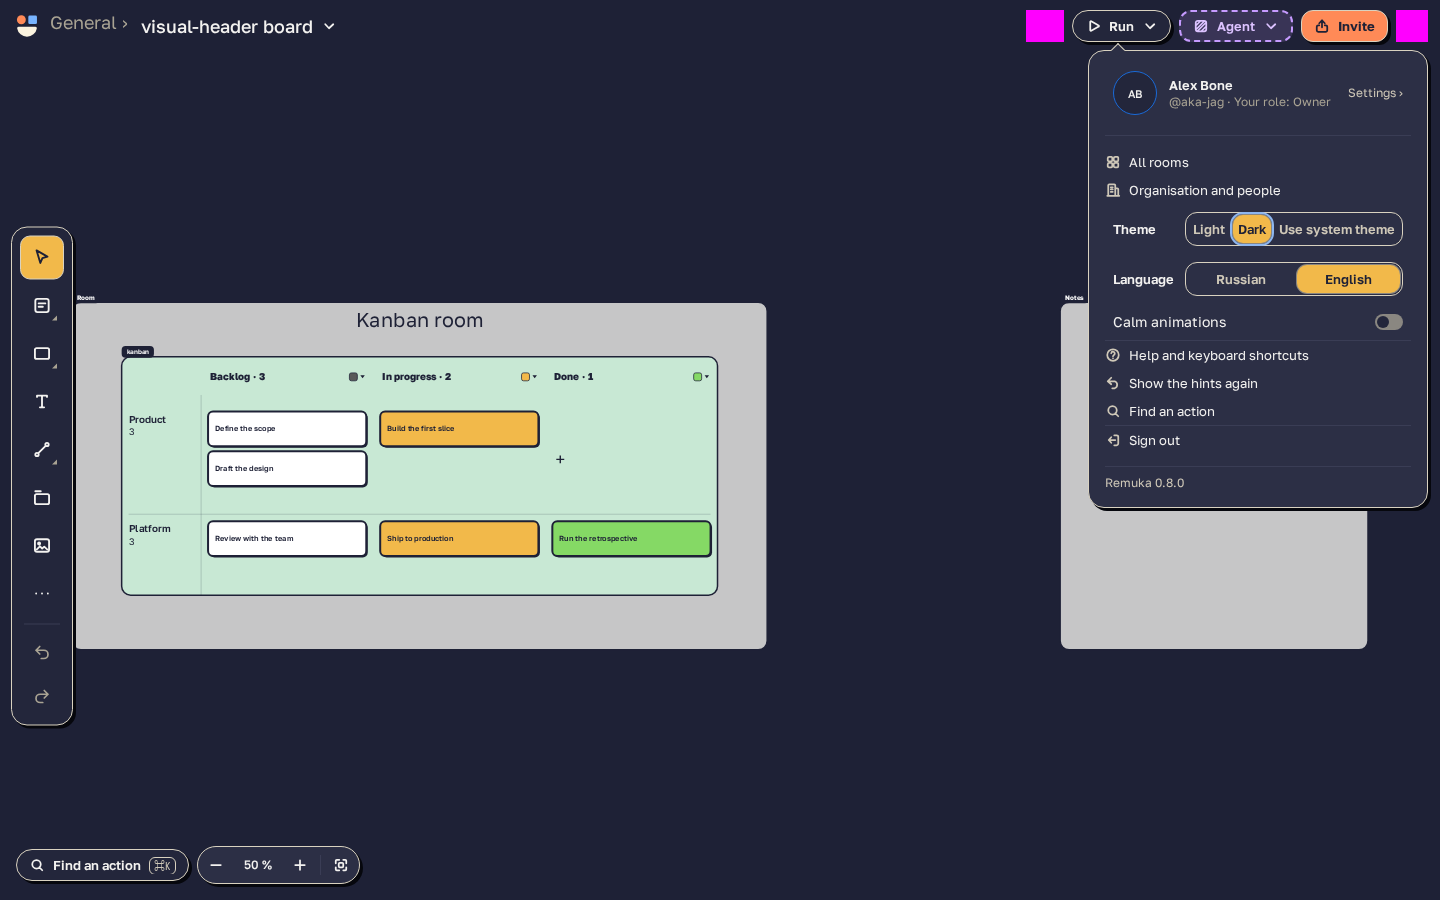 General ›
visual-header board
Run
Agent
Invite
AB
Alex Bone
@aka-jag · Your role: Owner
Settings ›
All rooms
Organisation and people
Theme
Light
Dark
Use system theme
Language
Russian
English
Calm animations
Help and keyboard shortcuts
Show the hints again
Find an action
Sign out
Remuka 0.8.0
Room
Kanban room
kanban
Backlog · 3
In progress · 2
Done · 1
Product
3
Define the scope
Build the first slice
Draft the design
+
Platform
3
Review with the team
Ship to production
Run the retrospective
Notes
T
...
Find an action
⌘K
50 %